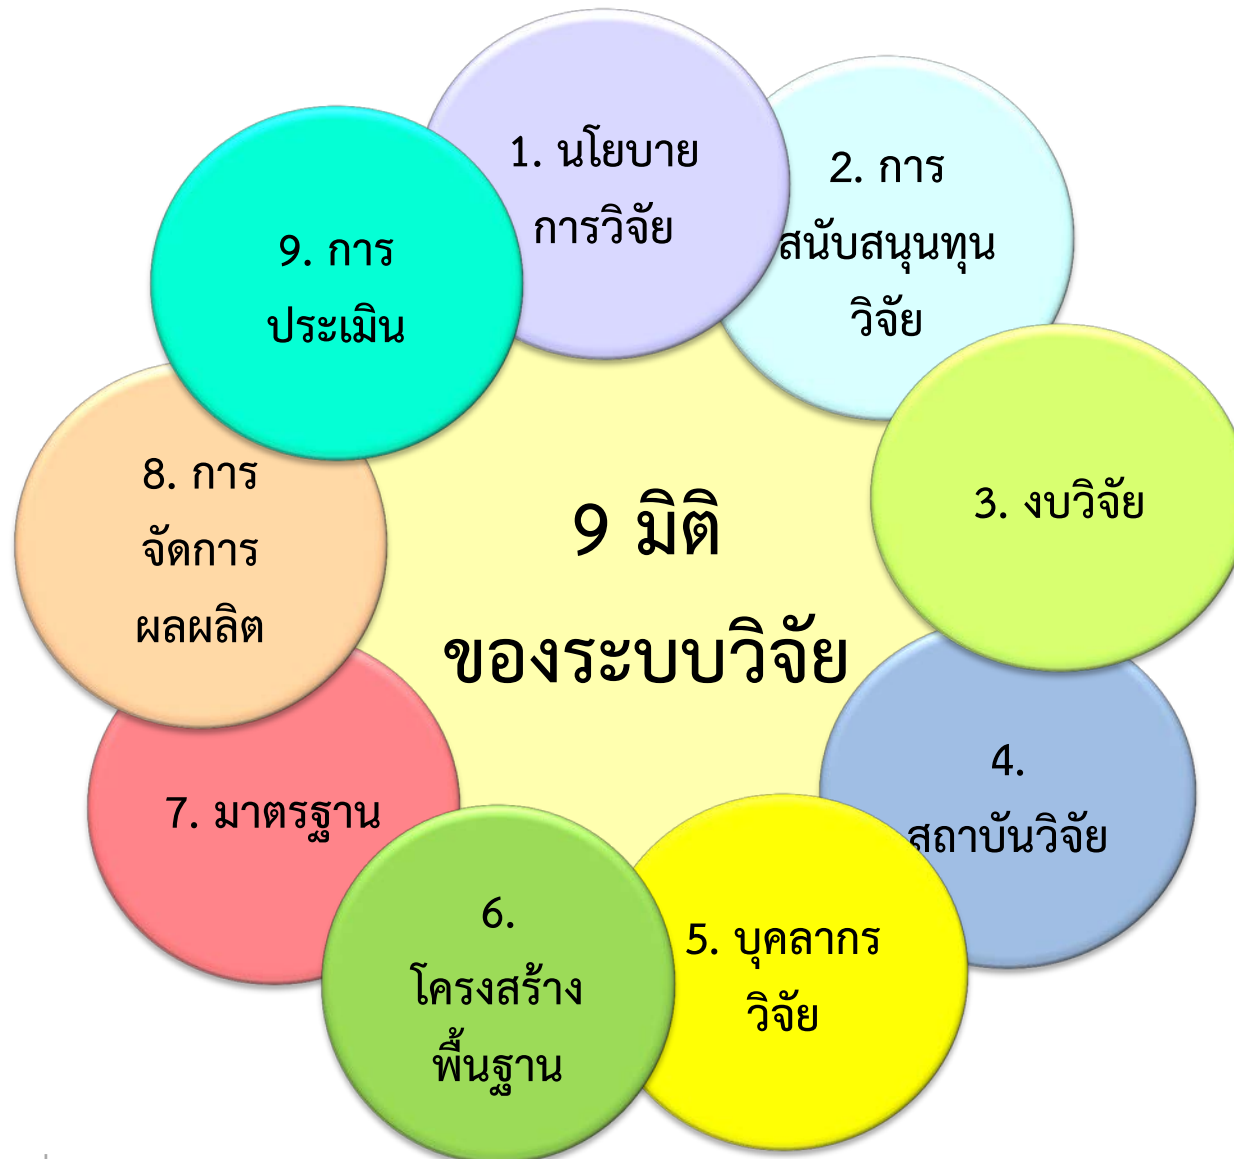 9 มิติ
ของระบบวิจัย
1. นโยบาย
การวิจัย
2. การ
สนับสนุนทุน
วิจัย
3. งบวิจัย
4.
สถาบันวิจัย
5. บุคลากร
วิจัย
6.
โครงสร้าง
พื้นฐาน
7. มาตรฐาน
8. การ
จัดการ
ผลผลิต
9. การ
ประเมิน